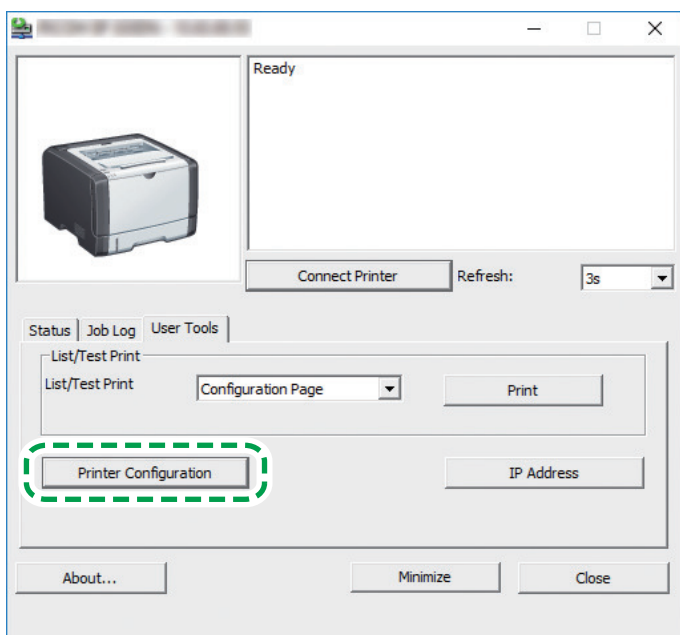 Ready
Connect Printer Refresh: 3s
Status Job Log User Tools
List/Test Print
List/Test Print Configuration Page Print
Printer Configuration IP Address
About... Minimize Close